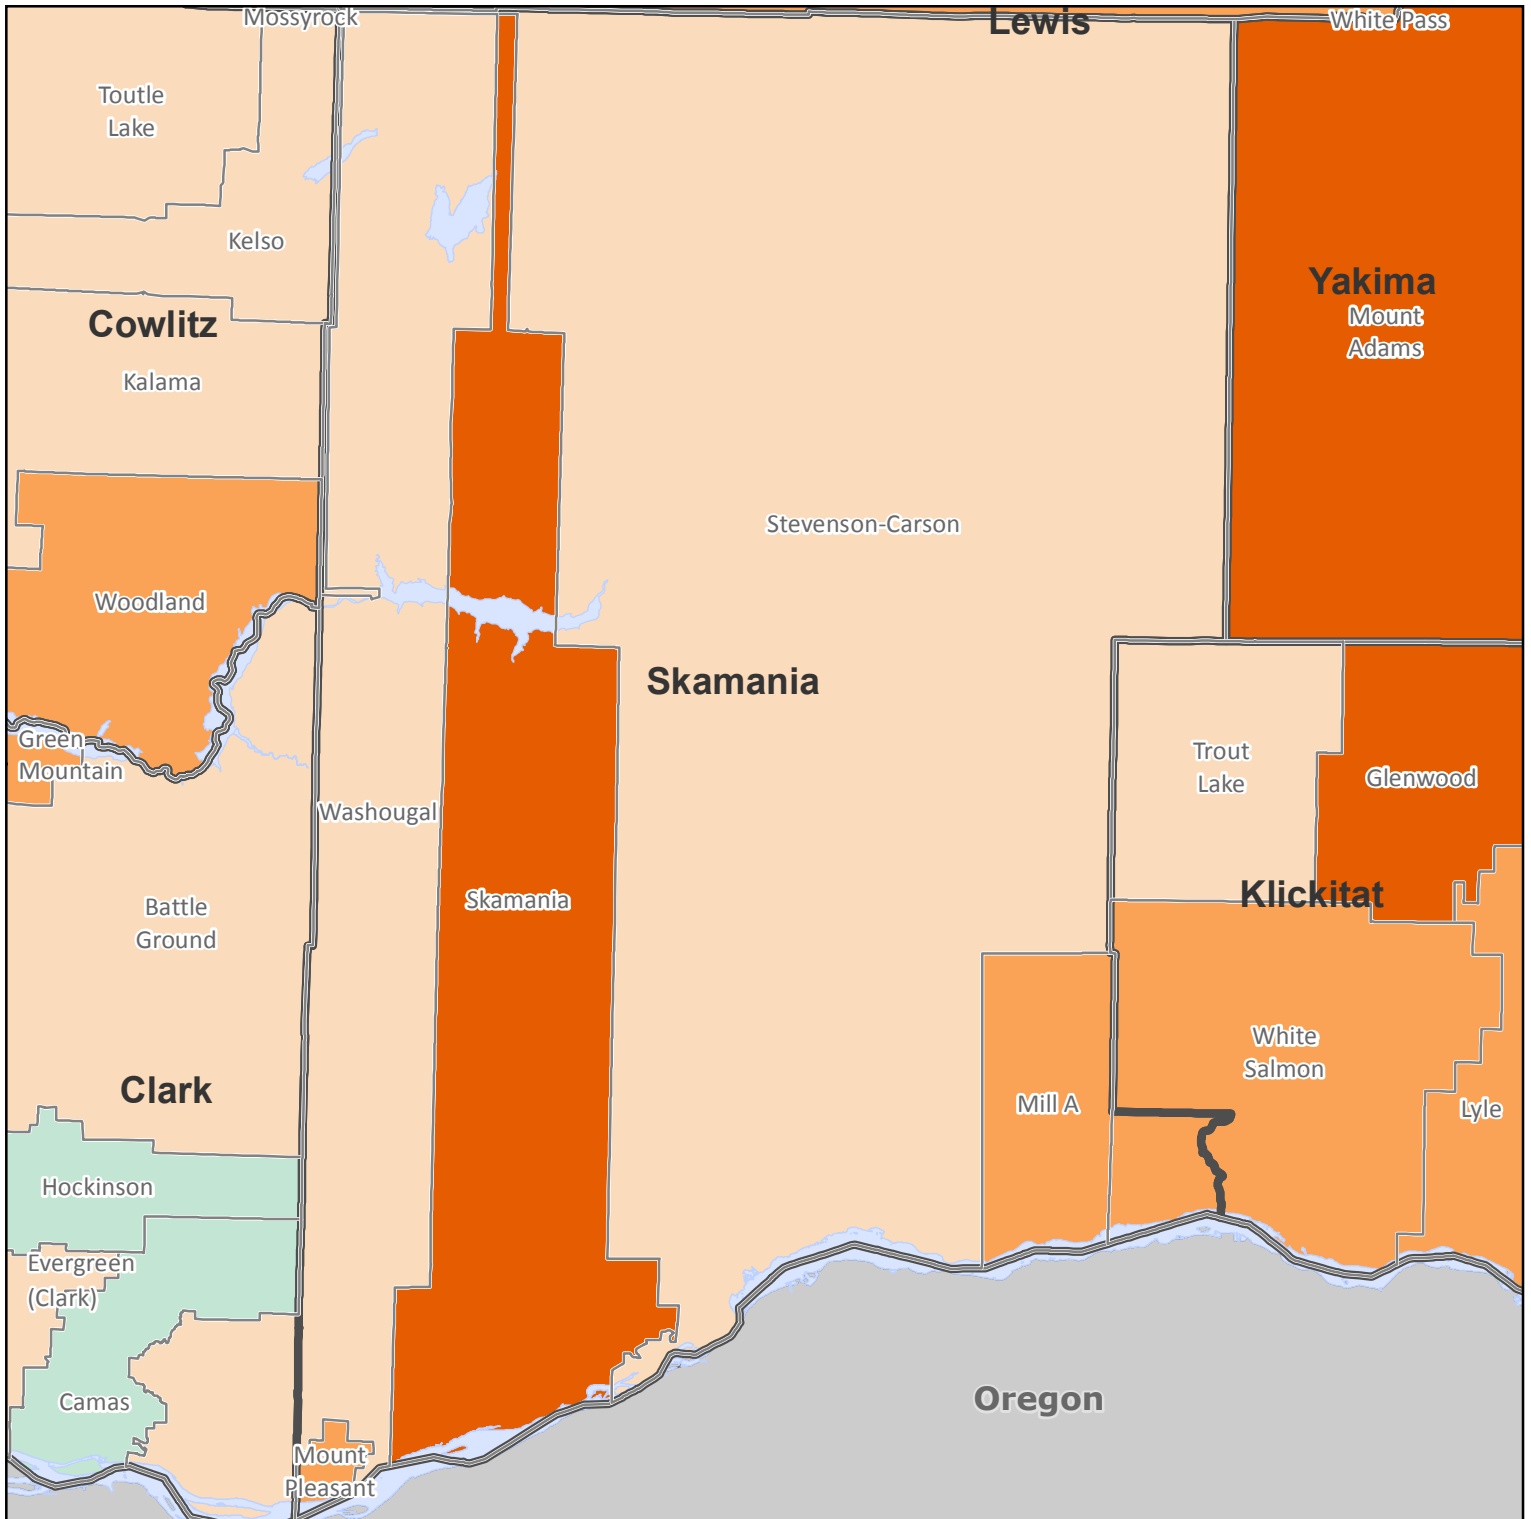 Mossyrock
Lewis
White Pass
Toutle
Lake
Kelso
Yakima
Cowlitz
Mount
Adams
Kalama
Stevenson-Carson
Woodland
Skamania
Green
Mountain
Trout
Lake
Glenwood
Washougal
Klickitat
Skamania
Battle
Ground
White
Salmon
Clark
Mill A
Lyle
Hockinson
Evergreen
(Clark)
Camas
Oregon
Mount
Pleasant